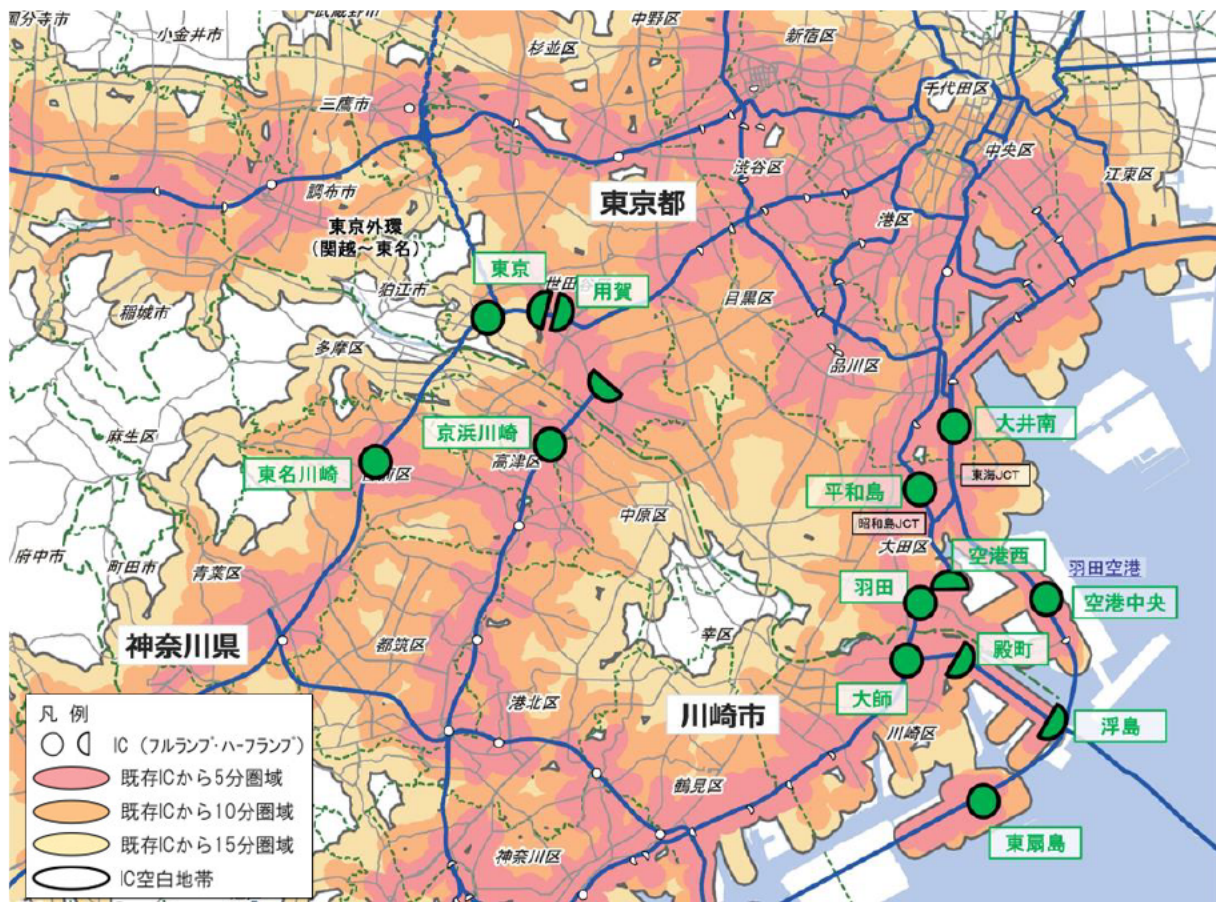 国分寺市
小金井市
武蔵野市
中野区
杉並区
新宿区
三鷹市
千代田区
中央区
渋谷区
江東区
調布市
東京都
港区
東京外環
(関越～東名)
東京
世田
用賀
狛江市
目黒区
稲城市
多摩区
品川区
麻生区
京浜川崎
大井南
東名川崎
高津区
東海JCT
平和島
中原区
昭和島JCT
府中市
町田市
青葉区
大田区
空港西
羽田空港
羽田
空港中央
神奈川県
都筑区
幸区
殿町
大師
港北区
川崎市
浮島
川崎区
鶴見区
東扇島
神奈川区
凡 例
IC (フルランプ・ハーフランプ)
既存ICから5分圏域
既存ICから10分圏域
既存ICから15分圏域
IC空白地帯